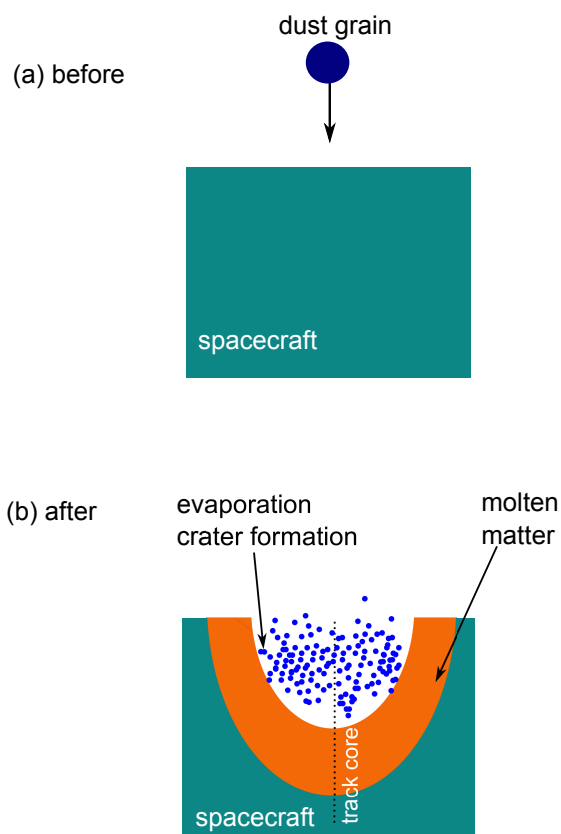 dust grain
(a) before
spacecraft
(b) after
evaporation
crater formation
molten
matter
track core
spacecraft